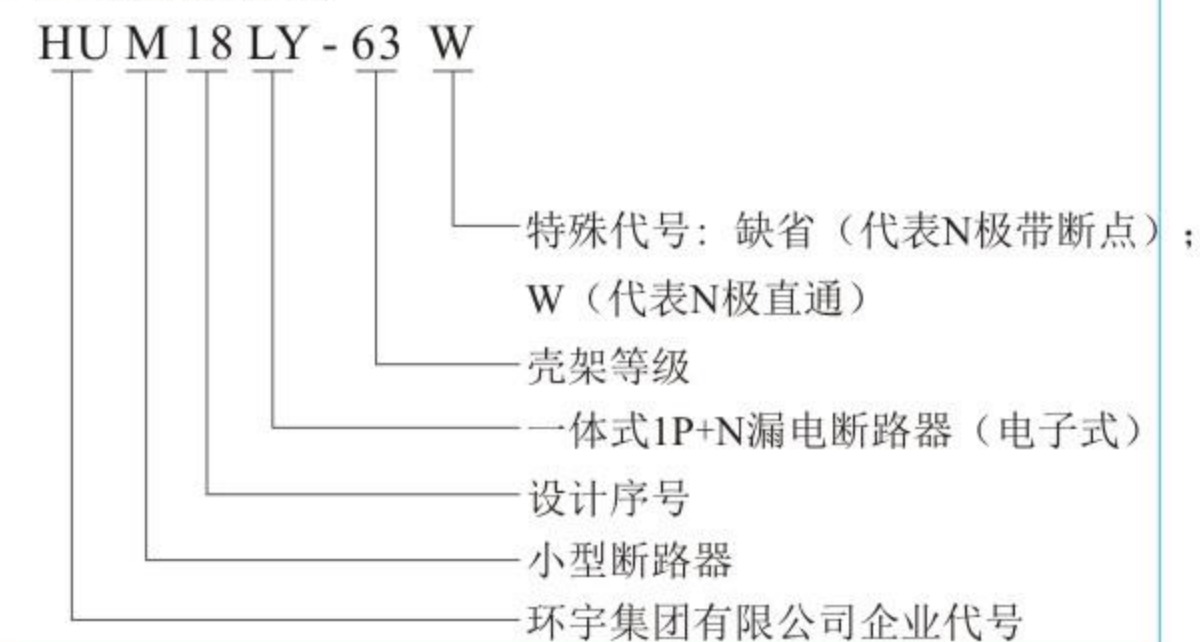 HU M 18 LY - 63 W
特殊代号：缺省（代表N极带断点）；
W（代表N极直通）
壳架等级
一体式1P+N漏电断路器（电子式）
设计序号
小型断路器
环宇集团有限公司企业代号